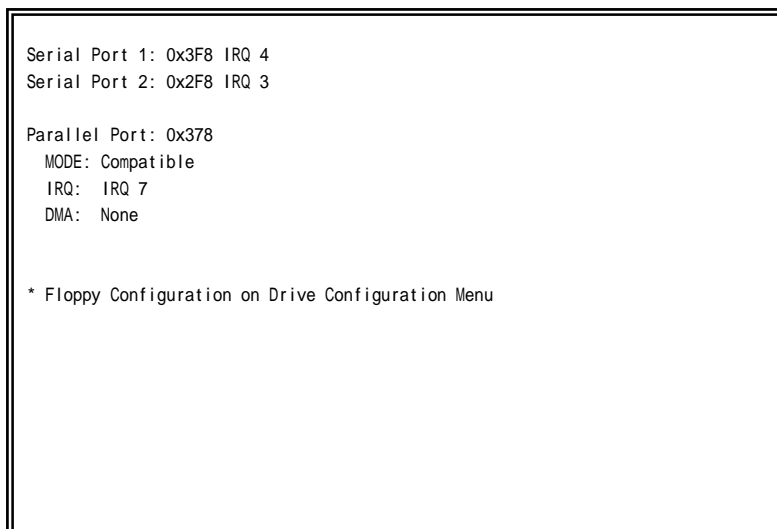 Serial Port 1: 0x3F8 IRQ 4
Serial Port 2: 0x2F8 IRQ 3
Parallel Port: 0x378
MODE: Compatible
IRQ: IRQ 7
DMA: None
* Floppy Configuration on Drive Configuration Menu